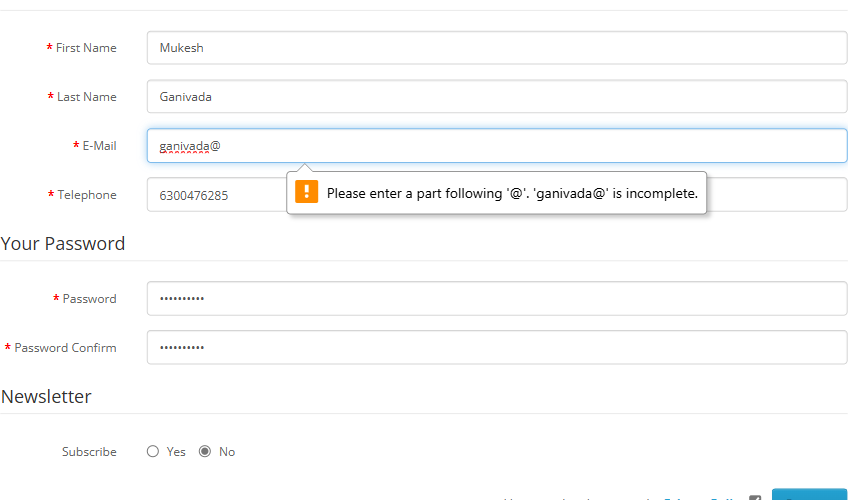 * First Name Mukesh
* Last Name Ganivada
* E-Mail ganivada@
Please enter a part following '@'. 'ganivada@' is incomplete.
* Telephone 6300476285
Your Password
* Password ••••••••••
* Password Confirm ••••••••••
Newsletter
Subscribe Yes No